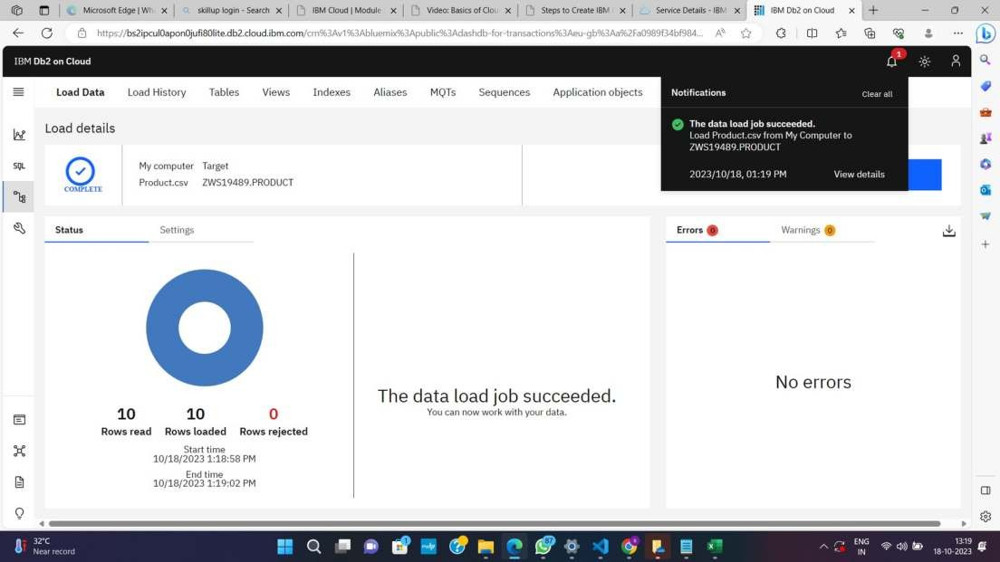 Microsoft Edge | Wh
skillup login - Search
IBM Cloud | Module
Video: Basics of Clou
Steps to Create IBM
Service Details - IBM
IBM Db2 on Cloud
https://bs2ipcul0apon0jufi80lite.db2.cloud.ibm.com/crn%3Av1%3Abluemix%3Apublic%3Adashdb-for-transactions%3Aeu-gb%3Aa%2Fa0989f34bf984...
IBM Db2 on Cloud
1
Load Data
Load History
Tables
Views
Indexes
Aliases
MQTs
Sequences
Application objects
Notifications
Clear all
The data load job succeeded.
Load Product.csv from My Computer to
ZWS19489.PRODUCT
2023/10/18, 01:19 PM
View details
Load details
COMPLETE
My computer Target
Product.csv ZWS19489.PRODUCT
SQL
Status
Settings
Errors 0
Warnings 0
10
Rows read
10
Rows loaded
0
Rows rejected
Start time
10/18/2023 1:18:58 PM
End time
10/18/2023 1:19:02 PM
The data load job succeeded.
You can now work with your data.
No errors
32°C
Near record
87
ENG
IN
13:19
18-10-2023